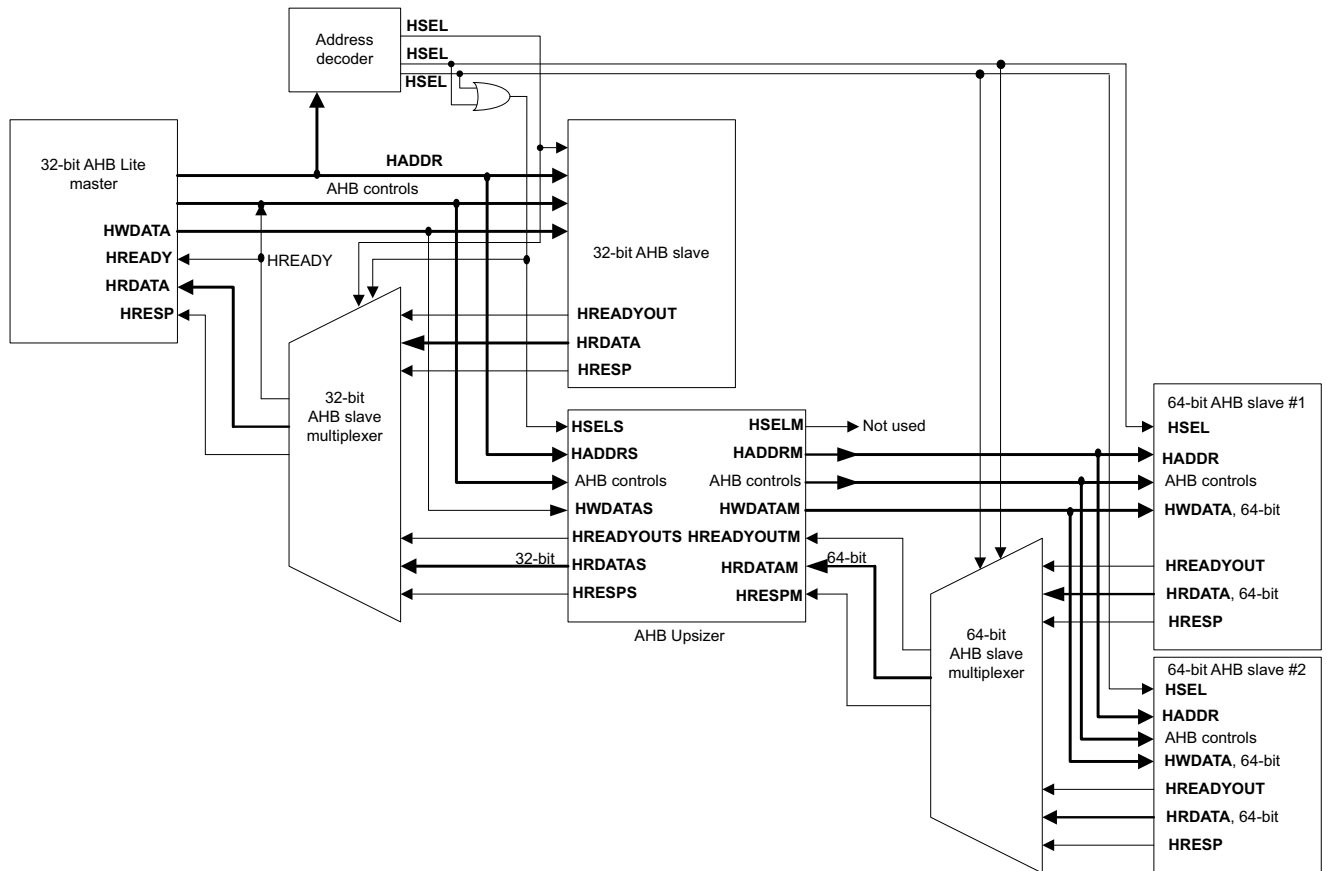 HSEL
Address
decoder
HSEL
HSEL
32-bit AHB Lite
master
HADDR
AHB controls
HWDATA
HREADY
HREADY
HRDATA
HRESP
32-bit AHB slave
HREADYOUT
HRDATA
HRESP
32-bit
AHB slave
multiplexer
HSELS
HADDRS
AHB controls
HWDATAS
HREADYOUTS
32-bit
HRDATAS
HRESPS
HSELM
Not used
HADDRM
AHB controls
HWDATAM
HREADYOUTM
HRDATAM
64-bit
HRESPM
AHB Upsizer
64-bit
AHB slave
multiplexer
64-bit AHB slave #1
HSEL
HADDR
AHB controls
HWDATA, 64-bit
HREADYOUT
HRDATA, 64-bit
HRESP
64-bit AHB slave #2
HSEL
HADDR
AHB controls
HWDATA, 64-bit
HREADYOUT
HRDATA, 64-bit
HRESP